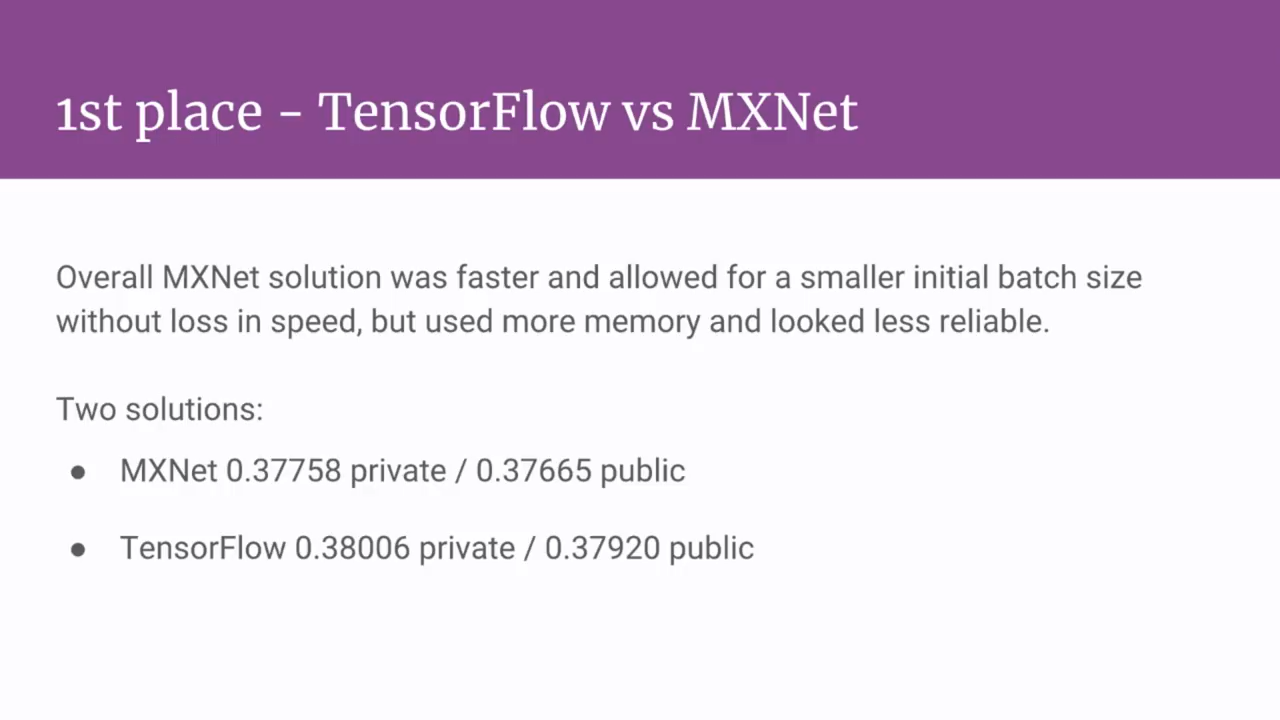 1st place - TensorFlow vs MXNet
Overall MXNet solution was faster and allowed for a smaller initial batch size
without loss in speed, but used more memory and looked less reliable.
Two solutions:
● MXNet 0.37758 private / 0.37665 public
● TensorFlow 0.38006 private / 0.37920 public